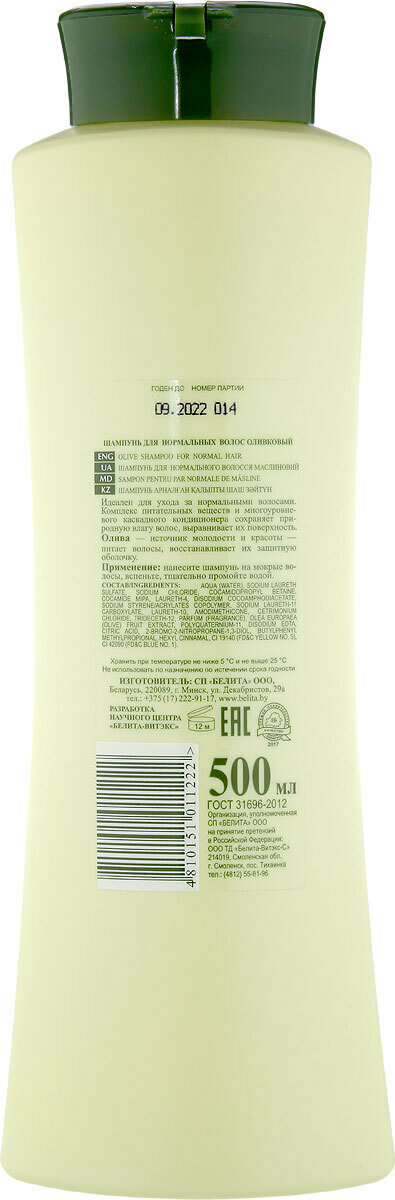 ГОДЕН ДО НОМЕР ПАРТИИ
09.2022 014
ШАМПУНЬ ДЛЯ НОРМАЛЬНЫХ ВОЛОС ОЛИВКОВЫЙ
ENG OLIVE SHAMPOO FOR NORMAL HAIR
UA ШАМПУНЬ ДЛЯ НОРМАЛЬНОГО ВОЛОССЯ МАСЛИНОВИЙ
MD SAMPON PENTRU PAR NORMALE DE MĂSLINE
KZ ШАМПУНЬ АРНАЛҒАН ҚАЛЫПТЫ ШАШ ЗӘЙТҮН
Идеален для ухода за нормальными волосами.
Комплекс питательных веществ и многоуровне-
вого каскадного кондиционера сохраняет при-
родную влагу волос, выравнивает их поверхность.
Олива — источник молодости и красоты —
питает волосы, восстанавливает их защитную
оболочку.
Применение: нанесите шампунь на мокрые во-
лосы, вспеньте, тщательно промойте водой.
СОСТАВ/INGREDIENTS: AQUA (WATER), SODIUM LAURETH
SULFATE, SODIUM CHLORIDE, COCAMIDOPROPYL BETAINE,
COCAMIDE MIPA, LAURETH-4, DISODIUM COCOAMPHODIACETATE,
SODIUM STYRENE/ACRYLATES COPOLYMER, SODIUM LAURETH-11
CARBOXYLATE, LAURETH-10, AMODIMETHICONE, CETRIMONIUM
CHLORIDE, TRIDECETH-12, PARFUM (FRAGRANCE), OLEA EUROPAEA
(OLIVE) FRUIT EXTRACT, POLYQUATERNIUM-11, DISODIUM EDTA,
CITRIC ACID, 2-BROMO-2-NITROPROPANE-1,3-DIOL, BUTYLPHENYL
METHYLPROPIONAL, HEXYL CINNAMAL, CI 19140 (FD&C YELLOW NO. 5),
CI 42090 (FD&C BLUE NO. 1).
Хранить при температуре не ниже 5 °C и не выше 25 °C
Не использовать по назначению по истечении срока годности
ИЗГОТОВИТЕЛЬ: СП «БЕЛИТА» ООО,
Беларусь, 220089, г. Минск, ул. Декабристов, 29а
тел.: +375 (17) 222-91-17, www.belita.by
РАЗРАБОТКА
НАУЧНОГО ЦЕНТРА
«БЕЛИТА-ВИТЭКС»
12 м
EAC
2017
500 МЛ
ГОСТ 31696-2012
Организация, уполномоченная
СП «БЕЛИТА» ООО
на принятие претензий
в Российской Федерации:
ООО ТД «Белита-Витэкс-С»
214019, Смоленская обл.
г. Смоленск, пос. Тихвинка
тел.: (4812) 55-81-96
4810151011222>